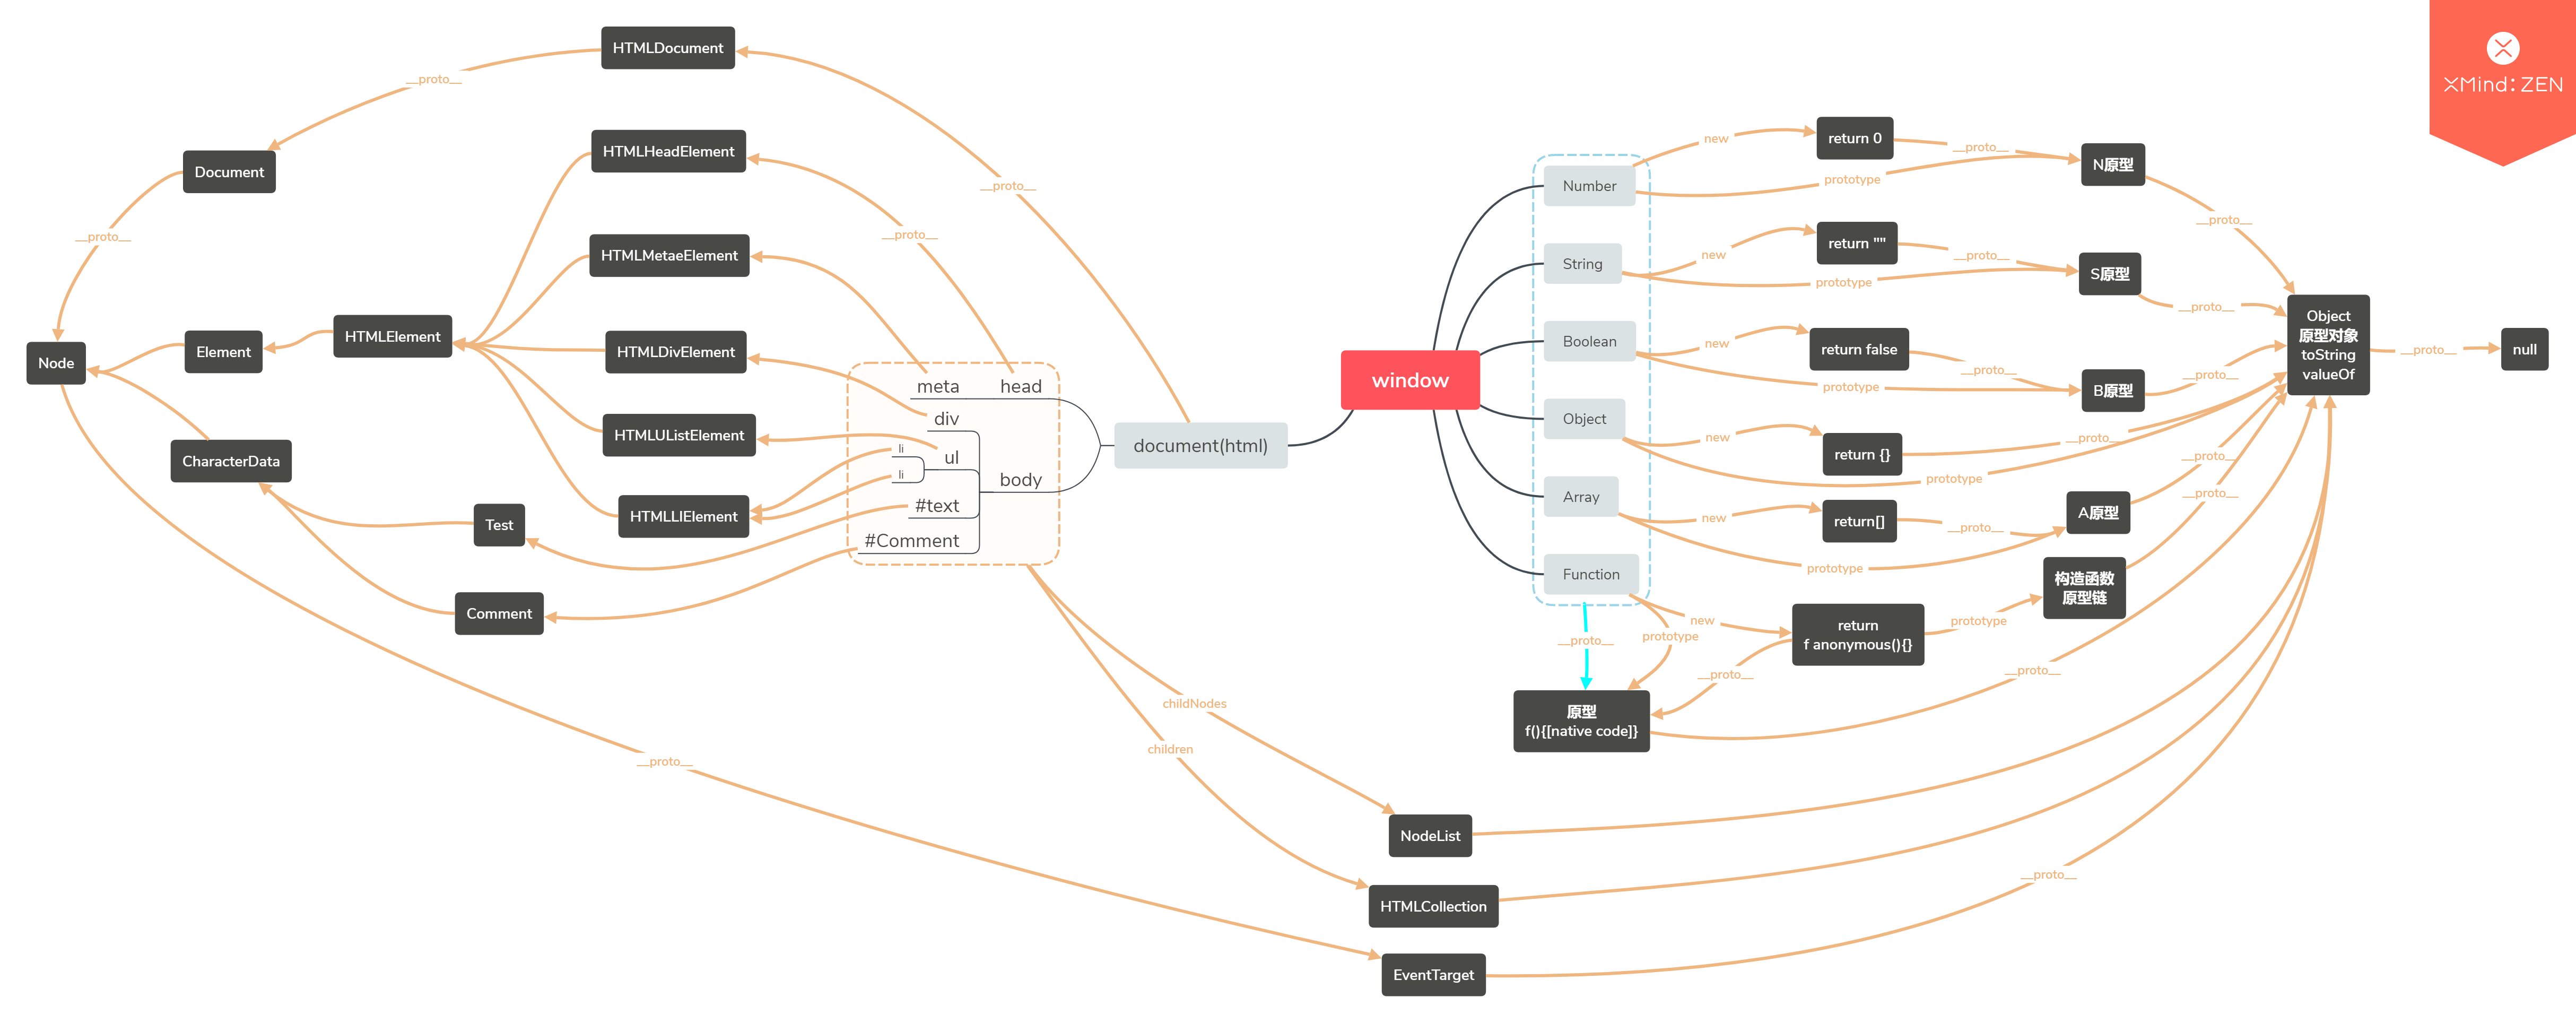 XMind: ZEN
HTMLDocument
__proto__
Document
__proto__
HTMLHeadElement
__proto__
__proto__
HTMLMetaeElement
HTMLDivElement
HTMLElement
Element
Node
HTMLUListElement
CharacterData
HTMLLIElement
Test
Comment
meta
head
div
li
ul
li
body
#text
#Comment
document(html)
window
childNodes
children
__proto__
NodeList
HTMLCollection
EventTarget
__proto__
Number
new
return 0
__proto__
prototype
N原型
__proto__
String
new
return ""
__proto__
prototype
S原型
__proto__
Boolean
new
return false
__proto__
prototype
B原型
__proto__
Object
new
return {}
__proto__
prototype
Array
new
return[]
__proto__
prototype
A原型
__proto__
Function
new
prototype
__proto__
return
f anonymous(){}
prototype
构造函数
原型链
__proto__
__proto__
原型
f(){[native code]}
__proto__
Object
原型对象
toString
valueOf
__proto__
null